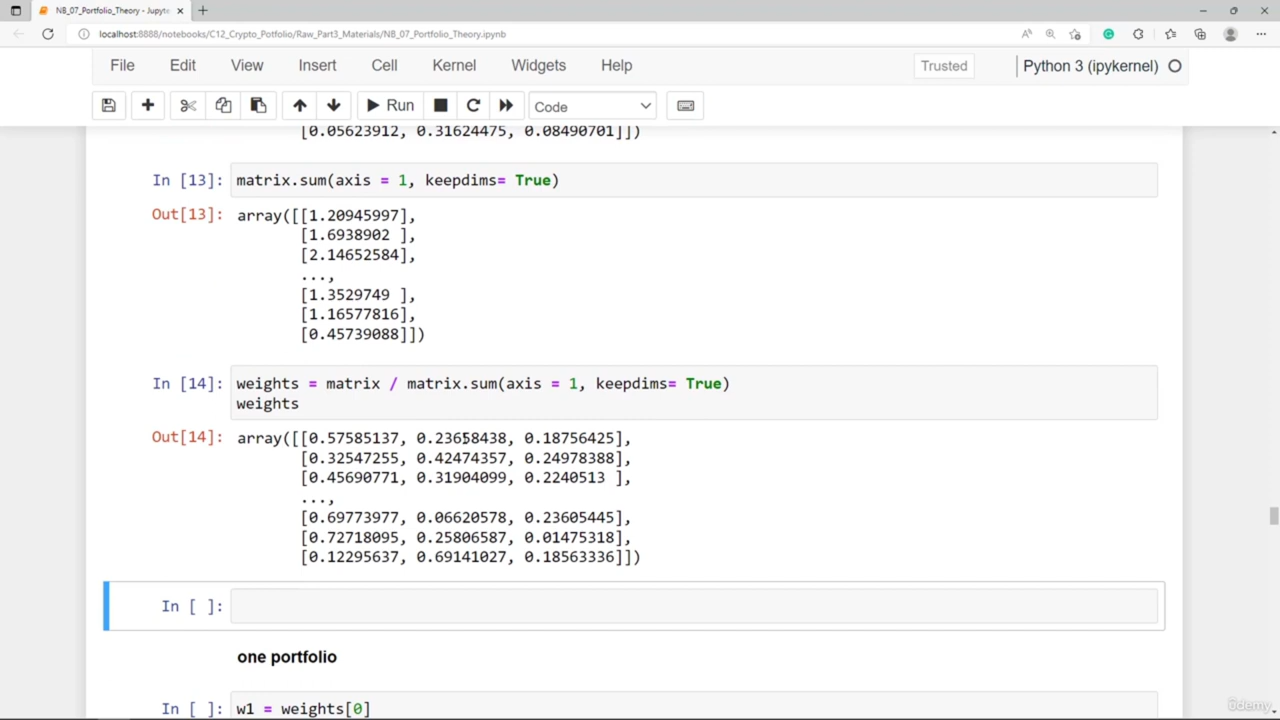 NB_07_Portfolio_Theory - Jupyte
localhost:8888/notebooks/C12_Crypto_Potfolio/Raw_Part3_Materials/NB_07_Portfolio_Theory.ipynb
File Edit View Insert Cell Kernel Widgets Help Trusted Python 3 (ipykernel)
Run Code
[0.05623912, 0.31624475, 0.08490701]])
In [13]: matrix.sum(axis = 1, keepdims= True)
Out[13]: array([[1.20945997],
[1.6938902 ],
[2.14652584],
...,
[1.3529749 ],
[1.16577816],
[0.45739088]])
In [14]: weights = matrix / matrix.sum(axis = 1, keepdims= True)
weights
Out[14]: array([[0.57585137, 0.23658438, 0.18756425],
[0.32547255, 0.42474357, 0.24978388],
[0.45690771, 0.31904099, 0.2240513 ],
...,
[0.69773977, 0.06620578, 0.23605445],
[0.72718095, 0.25806587, 0.01475318],
[0.12295637, 0.69141027, 0.18563336]])
In [ ]:
one portfolio
In [ ]: w1 = weights[0]
ûdemy